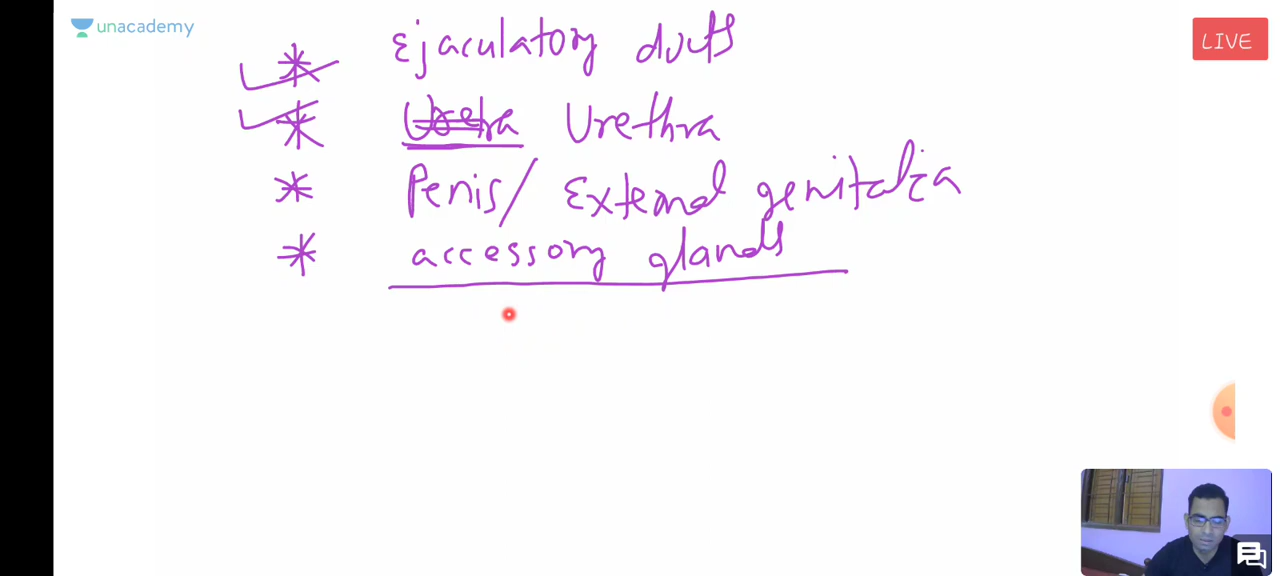 unacademy
LIVE
* Ejaculatory ducts
* Urethra
* Penis/ External genitalia
* accessory glands